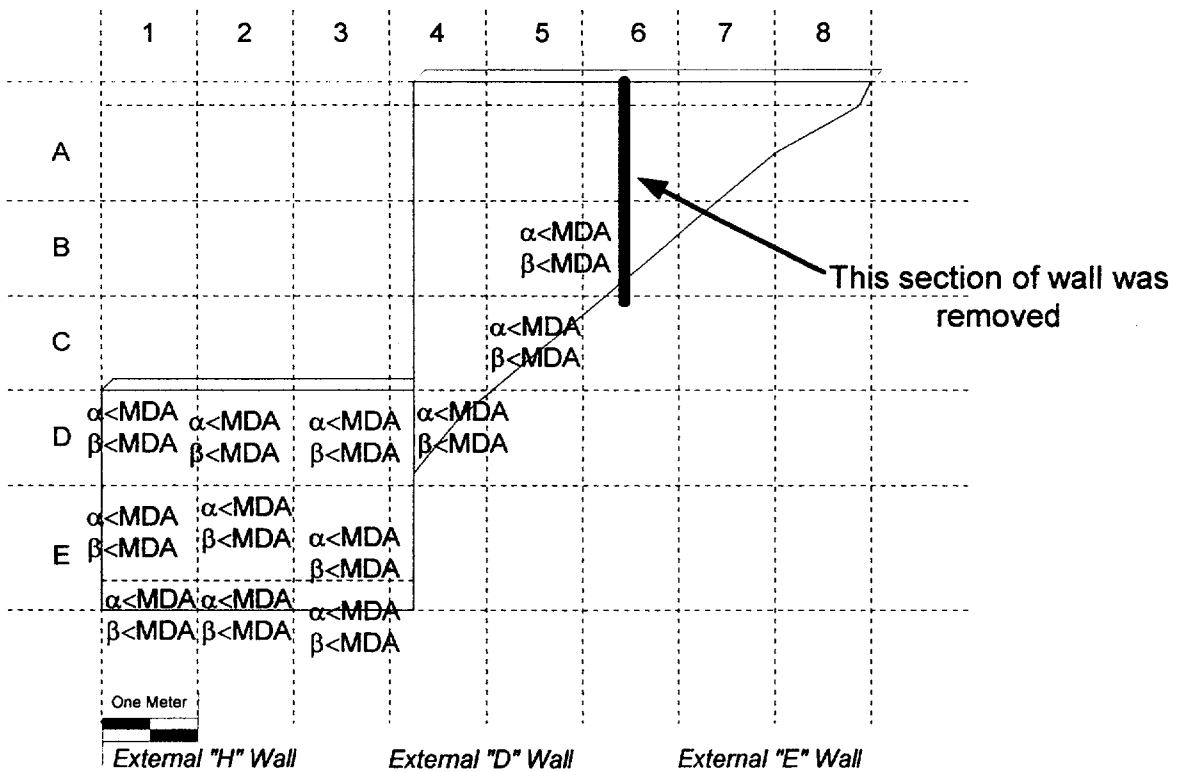 1 2 3 4 5 6 7 8
A
B
α<MDA
β<MDA
This section of wall was
removed
C
α<MDA
β<MDA
D
α<MDA α<MDA α<MDA α<MDA
β<MDA β<MDA β<MDA β<MDA
E
α<MDA α<MDA α<MDA
β<MDA β<MDA β<MDA
α<MDA α<MDA α<MDA
β<MDA β<MDA β<MDA
One Meter
External "H" Wall External "D" Wall External "E" Wall